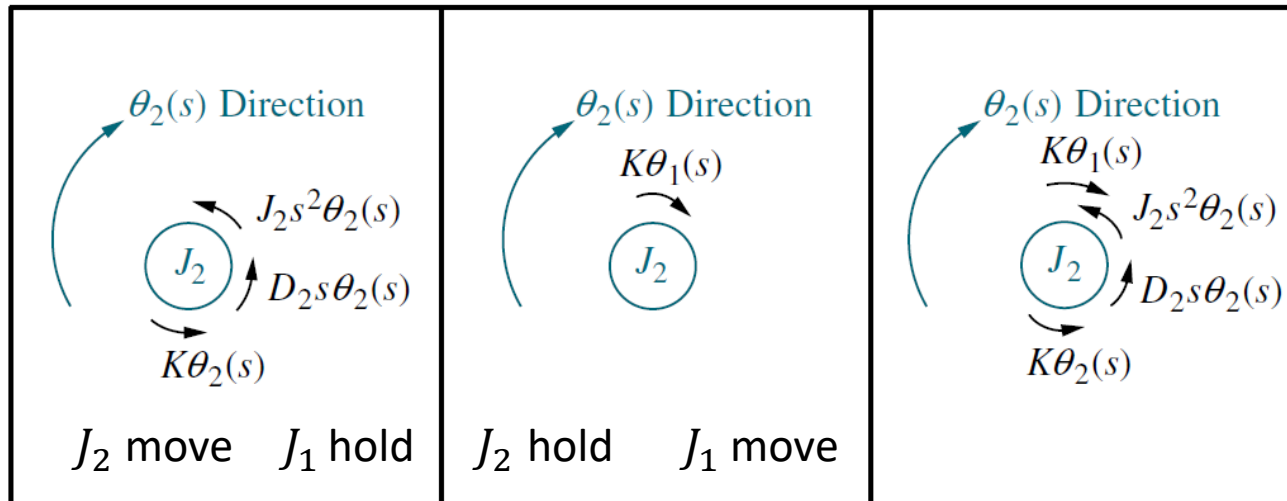 θ₂(s) Direction
J₂s²θ₂(s)
J₂
D₂sθ₂(s)
Kθ₂(s)
J₂ move J₁ hold
θ₂(s) Direction
Kθ₁(s)
J₂
J₂ hold J₁ move
θ₂(s) Direction
Kθ₁(s)
J₂s²θ₂(s)
J₂
D₂sθ₂(s)
Kθ₂(s)